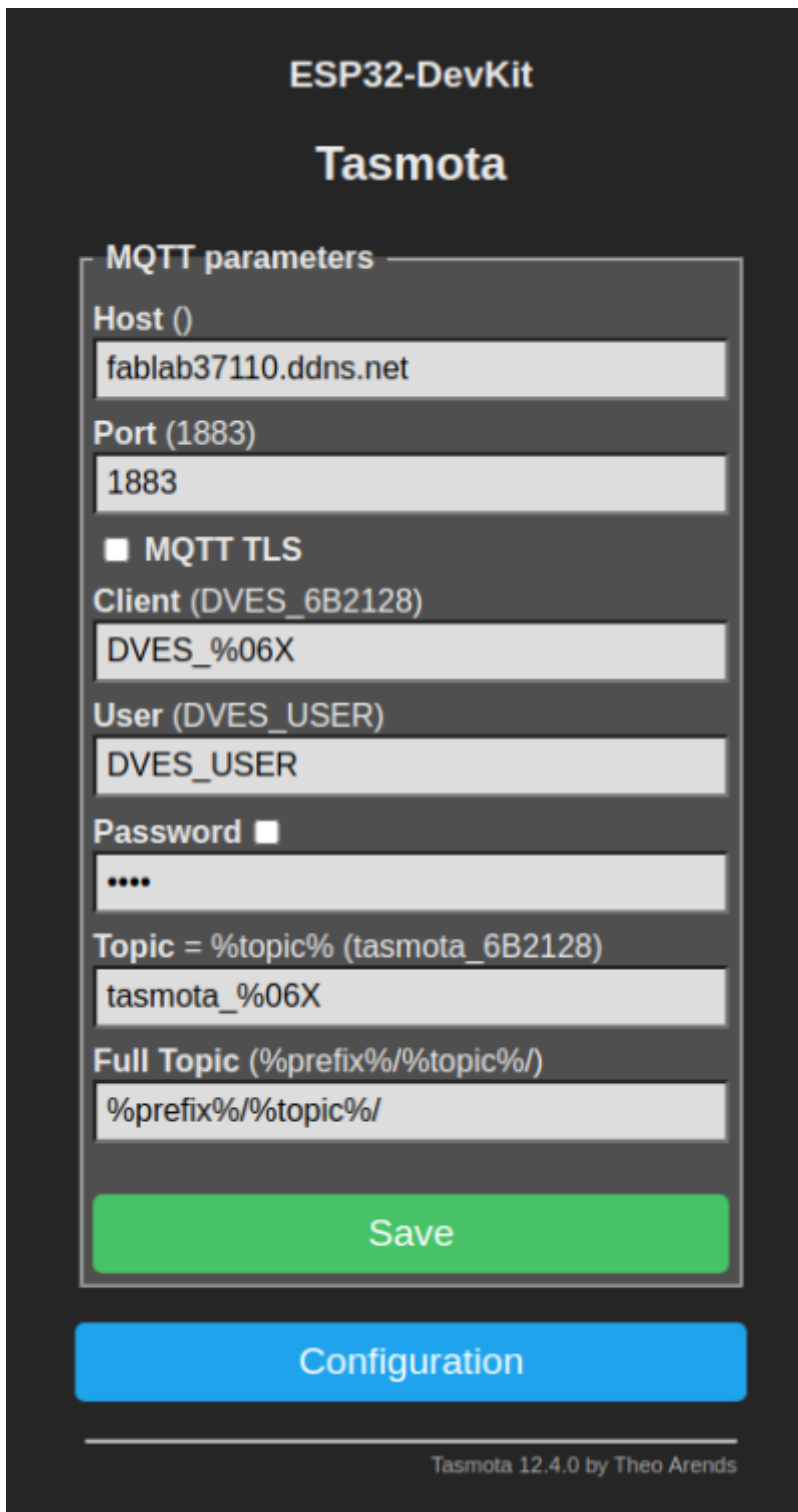 ESP32-DevKit
Tasmota
MQTT parameters
Host ()
fablab37110.ddns.net
Port (1883)
1883
MQTT TLS
Client (DVES_6B2128)
DVES_%06X
User (DVES_USER)
DVES_USER
Password
••••
Topic = %topic% (tasmota_6B2128)
tasmota_%06X
Full Topic (%prefix%/%topic%/)
%prefix%/%topic%/
Save
Configuration
Tasmota 12.4.0 by Theo Arends